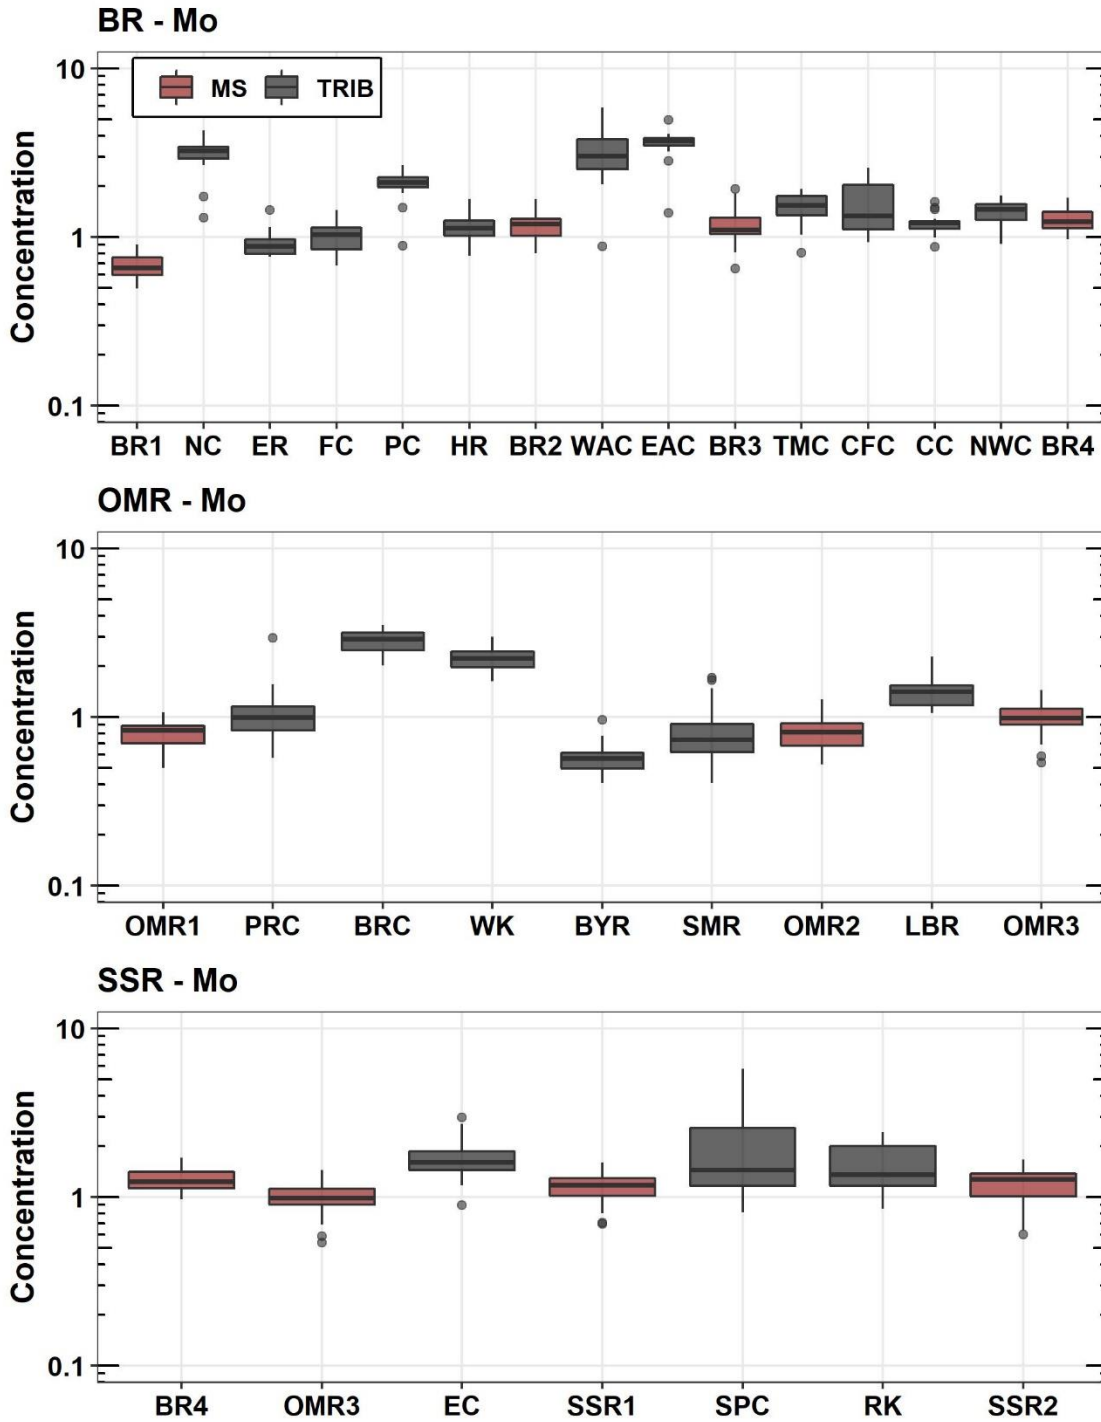 BR - Mo
MS TRIB
Concentration
10
1
0.1
BR1 NC ER FC PC HR BR2 WAC EAC BR3 TMC CFC CC NWC BR4
OMR - Mo
Concentration
10
1
0.1
OMR1 PRC BRC WK BYR SMR OMR2 LBR OMR3
SSR - Mo
Concentration
10
1
0.1
BR4 OMR3 EC SSR1 SPC RK SSR2